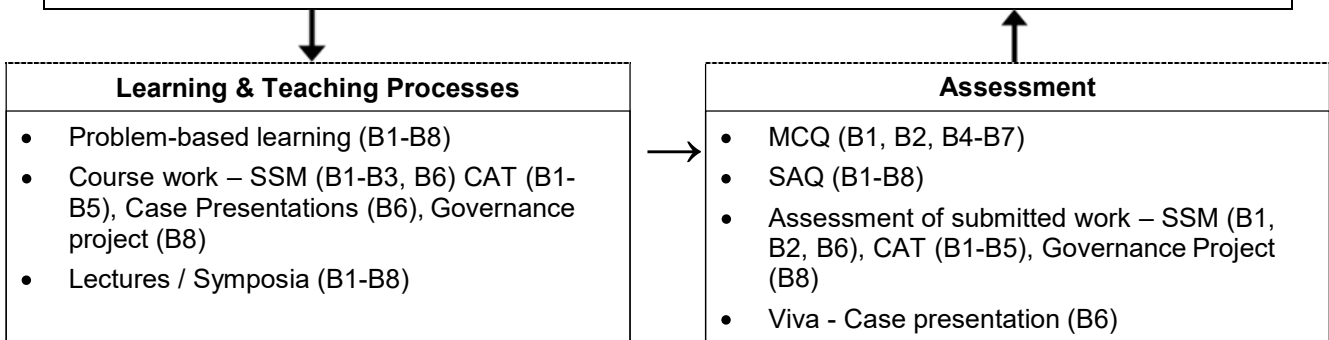 Learning & Teaching Processes
• Problem-based learning (B1-B8)
• Course work – SSM (B1-B3, B6) CAT (B1-
B5), Case Presentations (B6), Governance
project (B8)
• Lectures / Symposia (B1-B8)
Assessment
• MCQ (B1, B2, B4-B7)
• SAQ (B1-B8)
• Assessment of submitted work – SSM (B1,
B2, B6), CAT (B1-B5), Governance Project
(B8)
• Viva - Case presentation (B6)